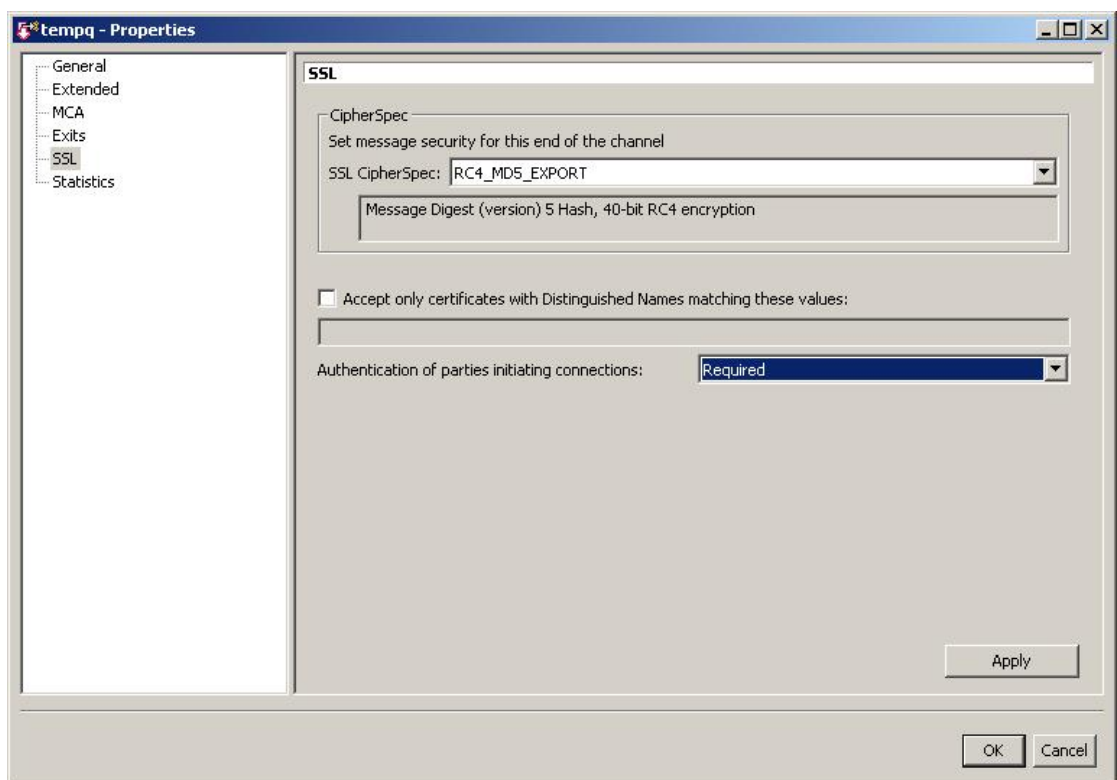 tempq - Properties
General
Extended
MCA
Exits
SSL
Statistics
SSL
CipherSpec
Set message security for this end of the channel
SSL CipherSpec: RC4_MD5_EXPORT
Message Digest (version) 5 Hash, 40-bit RC4 encryption
Accept only certificates with Distinguished Names matching these values:
Authentication of parties initiating connections: Required
Apply
OK Cancel